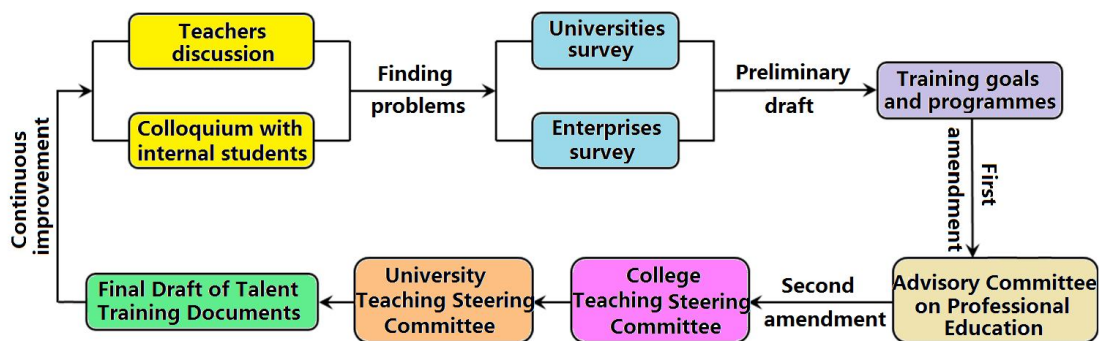 Teachers
discussion
Colloquium with
internal students
Finding
problems
Universities
survey
Enterprises
survey
Preliminary
draft
Training goals
and programmes
First
amendment
Advisory Committee
on Professional
Education
Second
amendment
College
Teaching Steering
Committee
University
Teaching Steering
Committee
Final Draft of Talent
Training Documents
Continuous
improvement